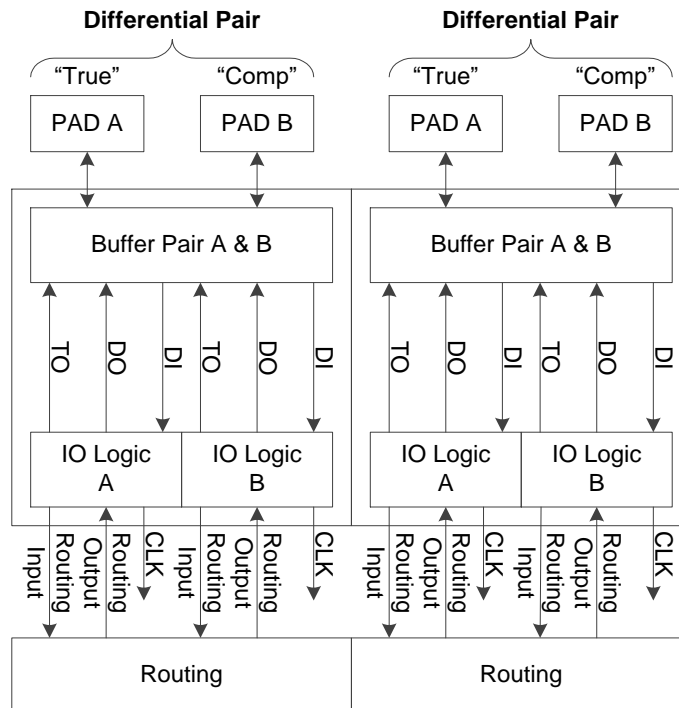 Differential Pair
Differential Pair
“True”
“Comp”
“True”
“Comp”
PAD A
PAD B
PAD A
PAD B
Buffer Pair A & B
Buffer Pair A & B
TO
DO
DI
TO
DO
DI
TO
DO
DI
TO
DO
DI
IO Logic
A
IO Logic
B
IO Logic
A
IO Logic
B
Routing
Input
Routing
Output
CLK
Routing
Input
Routing
Output
CLK
Routing
Input
Routing
Output
CLK
Routing
Input
Routing
Output
CLK
Routing
Routing